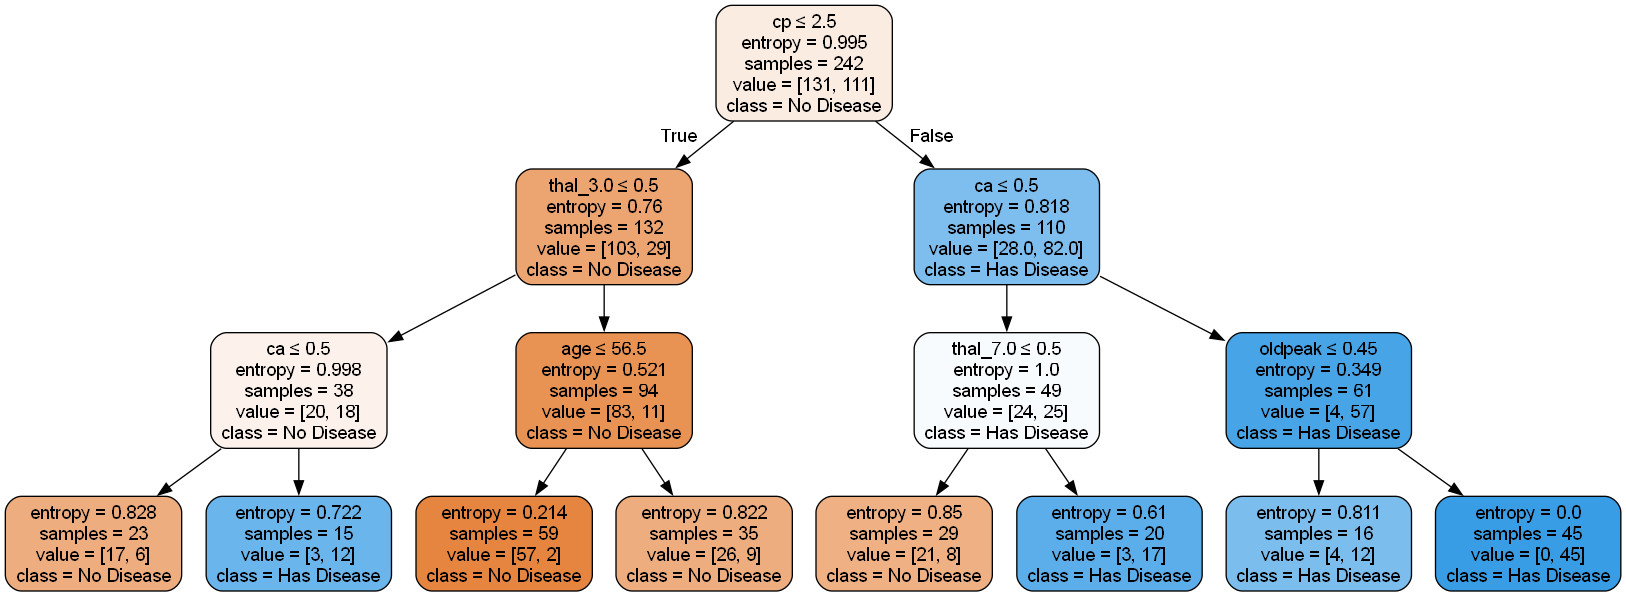 cp ≤ 2.5
entropy = 0.995
samples = 242
value = [131, 111]
class = No Disease
True
False
thal_3.0 ≤ 0.5
entropy = 0.76
samples = 132
value = [103, 29]
class = No Disease
ca ≤ 0.5
entropy = 0.818
samples = 110
value = [28.0, 82.0]
class = Has Disease
ca ≤ 0.5
entropy = 0.998
samples = 38
value = [20, 18]
class = No Disease
age ≤ 56.5
entropy = 0.521
samples = 94
value = [83, 11]
class = No Disease
thal_7.0 ≤ 0.5
entropy = 1.0
samples = 49
value = [24, 25]
class = Has Disease
oldpeak ≤ 0.45
entropy = 0.349
samples = 61
value = [4, 57]
class = Has Disease
entropy = 0.828
samples = 23
value = [17, 6]
class = No Disease
entropy = 0.722
samples = 15
value = [3, 12]
class = Has Disease
entropy = 0.214
samples = 59
value = [57, 2]
class = No Disease
entropy = 0.822
samples = 35
value = [26, 9]
class = No Disease
entropy = 0.85
samples = 29
value = [21, 8]
class = No Disease
entropy = 0.61
samples = 20
value = [3, 17]
class = Has Disease
entropy = 0.811
samples = 16
value = [4, 12]
class = Has Disease
entropy = 0.0
samples = 45
value = [0, 45]
class = Has Disease